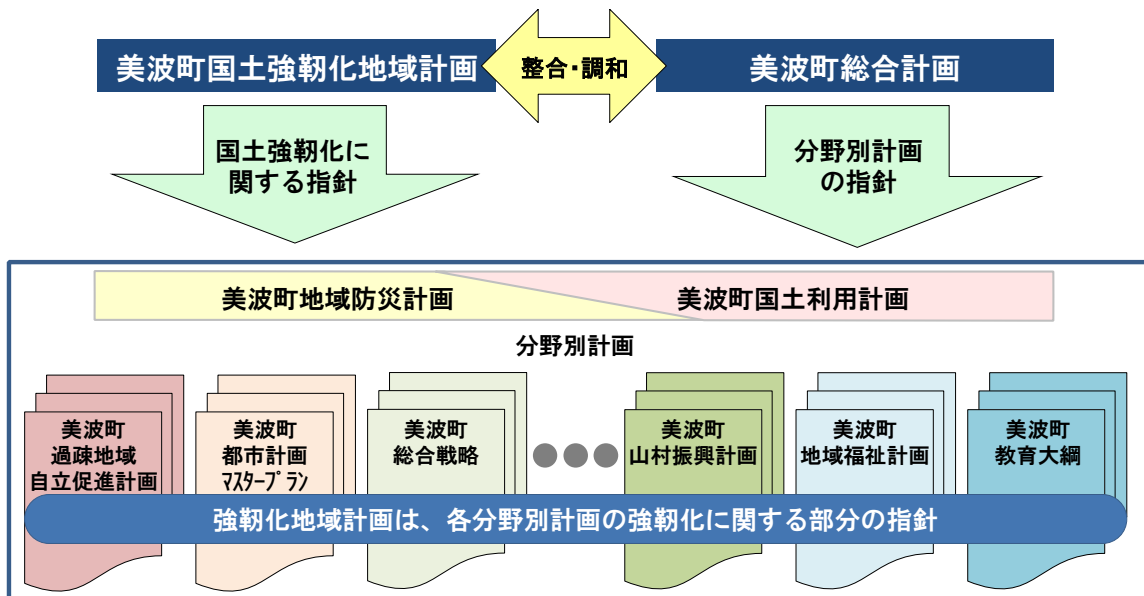 美波町国土強靭化地域計画
整合・調和
美波町総合計画
国土強靭化に
関する指針
分野別計画
の指針
美波町地域防災計画
美波町国土利用計画
分野別計画
美波町
過疎地域
自立促進計画
美波町
都市計画
ﾏｽﾀｰﾌﾟﾗﾝ
美波町
総合戦略
美波町
山村振興計画
美波町
地域福祉計画
美波町
教育大綱
強靭化地域計画は、各分野別計画の強靭化に関する部分の指針